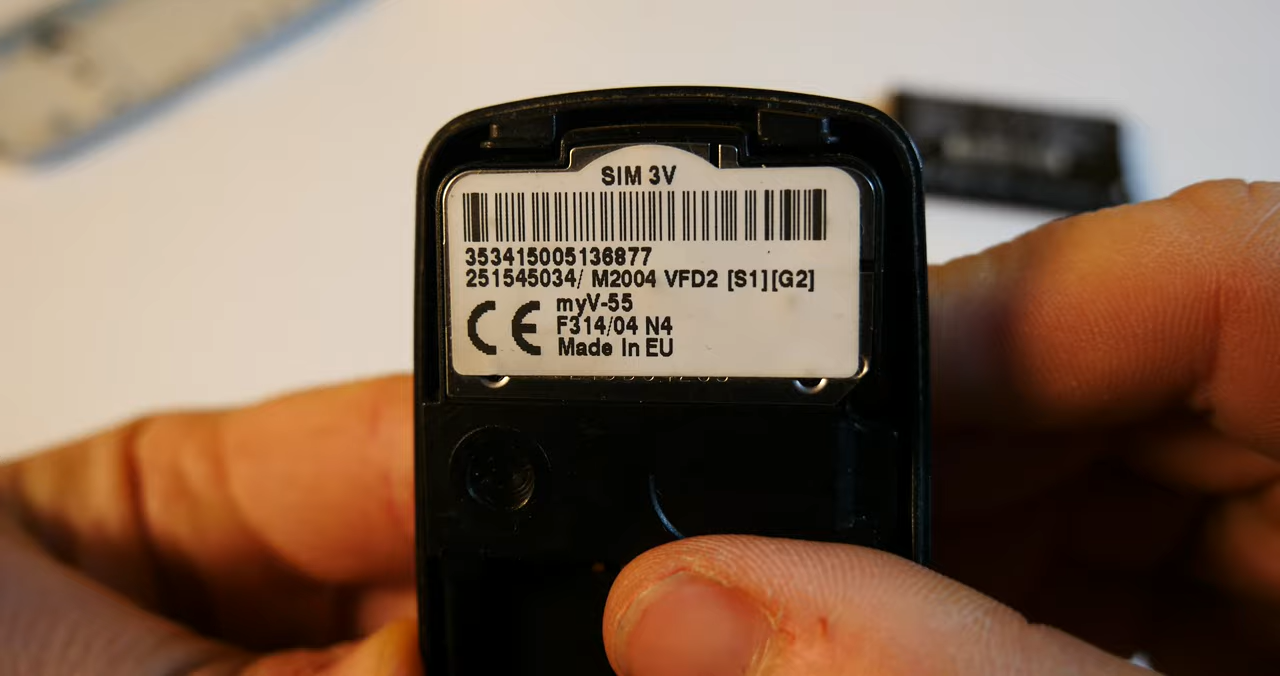 SIM 3V
353415005136877
251545034/ M2004 VFD2 [S1][G2]
CE
myV-55
F314/04 N4
Made In EU